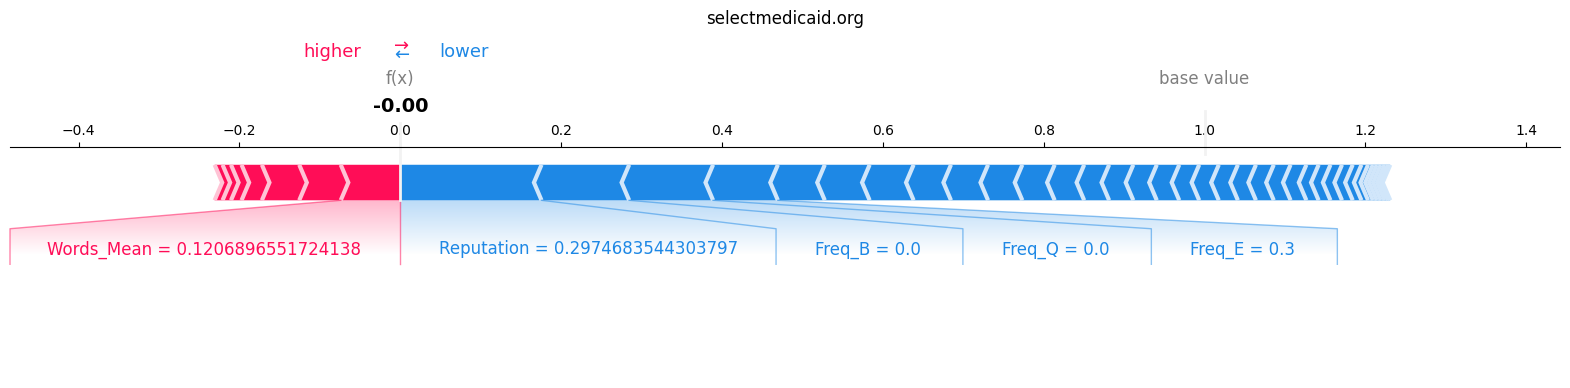 selectmedicaid.org
higher → ← lower
f(x) base value
-0.00
−0.4 −0.2 0.0 0.2 0.4 0.6 0.8 1.0 1.2 1.4
Words_Mean = 0.1206896551724138 Reputation = 0.2974683544303797 Freq_B = 0.0 Freq_Q = 0.0 Freq_E = 0.3